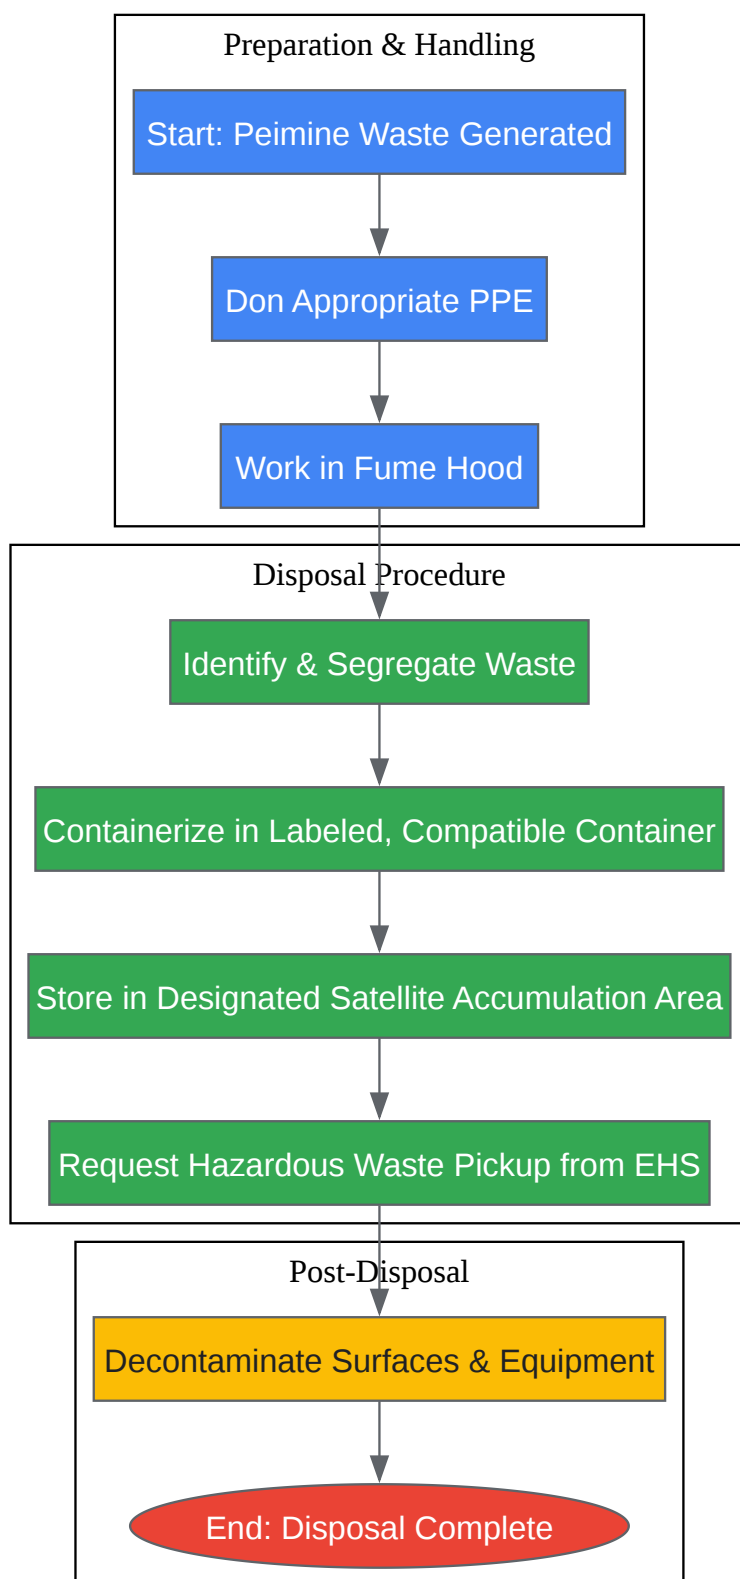 Preparation & Handling
Start: Peimine Waste Generated
Don Appropriate PPE
Work in Fume Hood
Disposal Procedure
Identify & Segregate Waste
Containerize in Labeled, Compatible Container
Store in Designated Satellite Accumulation Area
Request Hazardous Waste Pickup from EHS
Post-Disposal
Decontaminate Surfaces & Equipment
End: Disposal Complete